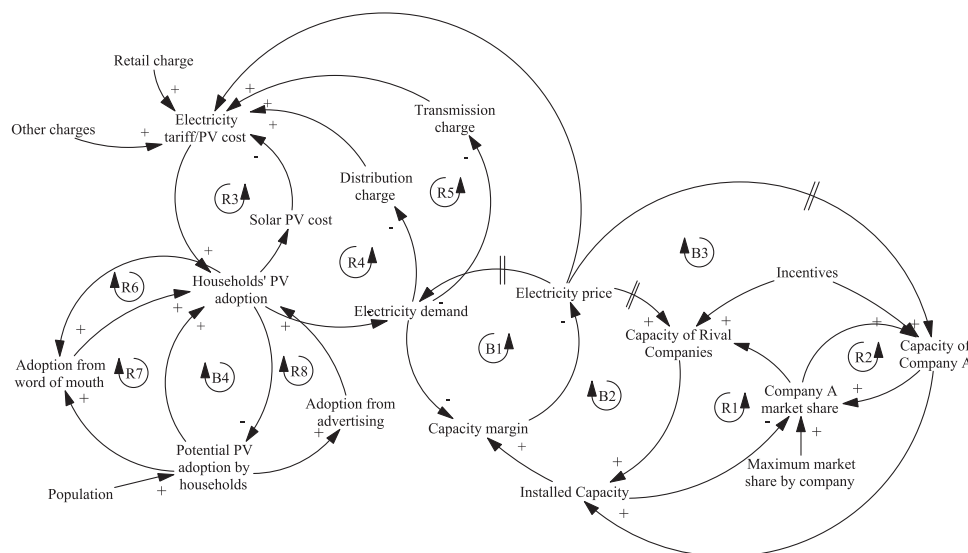 Retail charge
Other charges
Electricity
tariff/PV cost
Transmission
charge
Distribution
charge
Solar PV cost
R3
R5
R4
R6
Households' PV
adoption
Electricity demand
Electricity price
B3
Incentives
Capacity of Rival
Companies
Capacity of
Company A
R2
B1
B2
R1
Company A
market share
Adoption from
word of mouth
R7
B4
R8
Adoption from
advertising
Capacity margin
Potential PV
adoption by
households
Population
Installed Capacity
Maximum market
share by company